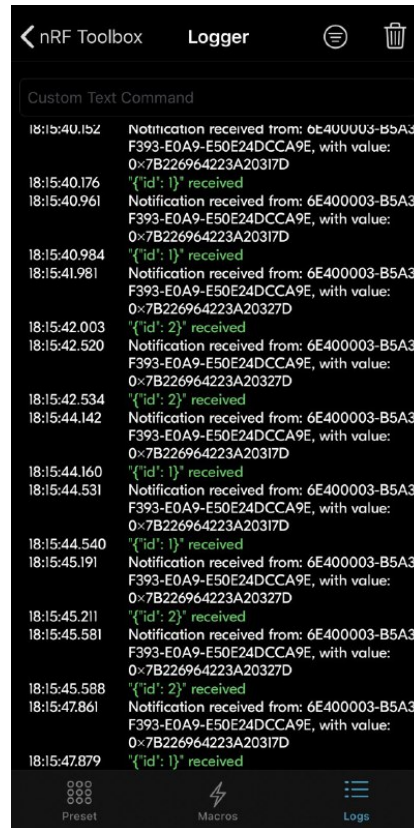 nRF Toolbox Logger
Custom Text Command
18:15:40.152 Notification received from: 6E400003-B5A3
F393-E0A9-E50E24DCCA9E, with value:
0×7B226964223A20317D
18:15:40.176 "{"id': 1}" received
18:15:40.961 Notification received from: 6E400003-B5A3
F393-E0A9-E50E24DCCA9E, with value:
0×7B226964223A20317D
18:15:40.984 "{"id': 1}" received
18:15:41.981 Notification received from: 6E400003-B5A3
F393-E0A9-E50E24DCCA9E, with value:
0×7B226964223A20327D
18:15:42.003 "{"id': 2}" received
18:15:42.520 Notification received from: 6E400003-B5A3
F393-E0A9-E50E24DCCA9E, with value:
0×7B226964223A20327D
18:15:42.534 "{"id': 2}" received
18:15:44.142 Notification received from: 6E400003-B5A3
F393-E0A9-E50E24DCCA9E, with value:
0×7B226964223A20317D
18:15:44.160 "{"id': 1}" received
18:15:44.531 Notification received from: 6E400003-B5A3
F393-E0A9-E50E24DCCA9E, with value:
0×7B226964223A20317D
18:15:44.540 "{"id': 1}" received
18:15:45.191 Notification received from: 6E400003-B5A3
F393-E0A9-E50E24DCCA9E, with value:
0×7B226964223A20327D
18:15:45.211 "{"id': 2}" received
18:15:45.581 Notification received from: 6E400003-B5A3
F393-E0A9-E50E24DCCA9E, with value:
0×7B226964223A20327D
18:15:45.588 "{"id': 2}" received
18:15:47.861 Notification received from: 6E400003-B5A3
F393-E0A9-E50E24DCCA9E, with value:
0×7B226964223A20317D
18:15:47.879 "{"id': 1}" received
Preset Macros Logs